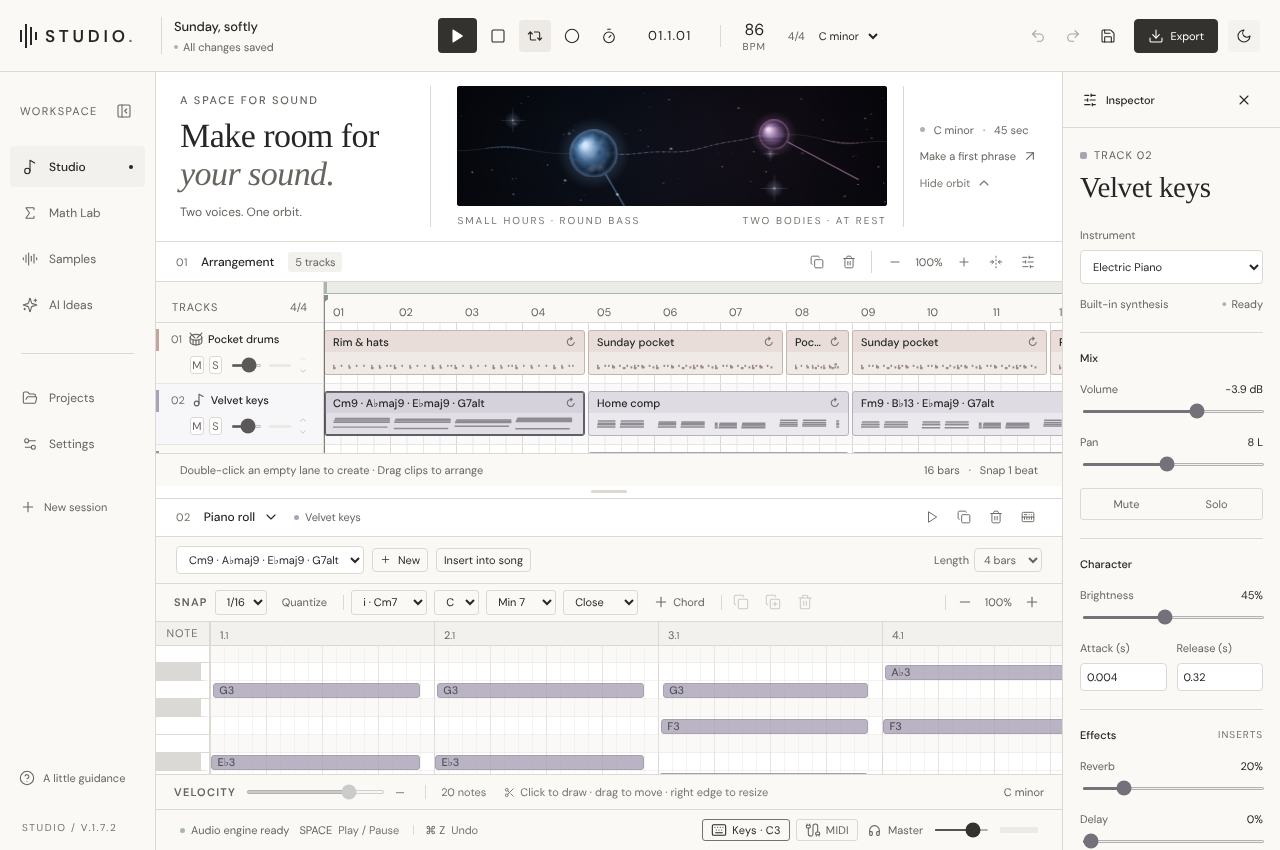 STUDIO.
Sunday, softly
All changes saved
01.1.01
86
BPM
4/4
C minor
Export
WORKSPACE
Studio
Math Lab
Samples
AI Ideas
Projects
Settings
New session
A little guidance
STUDIO / V.1.7.2
A SPACE FOR SOUND
Make room for
your sound.
Two voices. One orbit.
SMALL HOURS · ROUND BASS
TWO BODIES · AT REST
C minor · 45 sec
Make a first phrase
Hide orbit
01 Arrangement 5 tracks
100%
TRACKS 4/4
01 02 03 04 05 06 07 08 09 10 11
01 Pocket drums
M S
Rim & hats
Sunday pocket
Poc...
Sunday pocket
02 Velvet keys
M S
Cm9 · A♭maj9 · E♭maj9 · G7alt
Home comp
Fm9 · B♭13 · E♭maj9 · G7alt
Double-click an empty lane to create · Drag clips to arrange
16 bars · Snap 1 beat
02 Piano roll Velvet keys
Cm9 · A♭maj9 · E♭maj9 · G7alt
New
Insert into song
Length 4 bars
SNAP 1/16 Quantize i · Cm7 C Min 7 Close Chord
100%
NOTE 1.1 2.1 3.1 4.1
A♭3
G3 G3 G3
F3 F3
E♭3 E♭3
VELOCITY
20 notes
Click to draw · drag to move · right edge to resize
C minor
Audio engine ready
SPACE Play / Pause
⌘ Z Undo
Keys · C3
MIDI
Master
Inspector
TRACK 02
Velvet keys
Instrument
Electric Piano
Built-in synthesis
Ready
Mix
Volume -3.9 dB
Pan 8 L
Mute Solo
Character
Brightness 45%
Attack (s) Release (s)
0.004 0.32
Effects INSERTS
Reverb 20%
Delay 0%